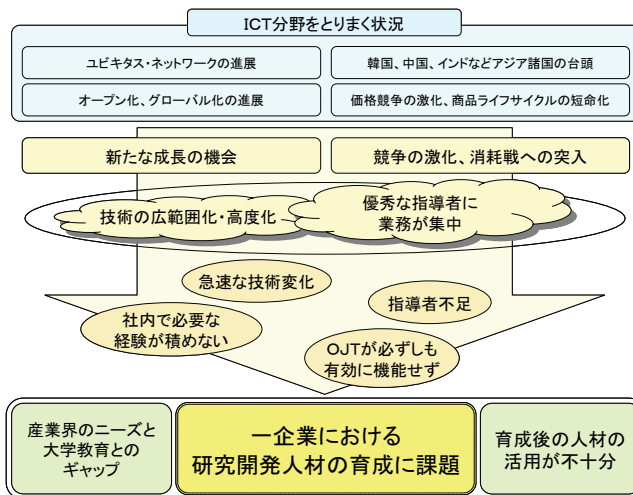 ICT分野をとりまく状況
ユビキタス・ネットワークの進展
韓国、中国、インドなどアジア諸国の台頭
オープン化、グローバル化の進展
価格競争の激化、商品ライフサイクルの短命化
新たな成長の機会
競争の激化、消耗戦への突入
技術の広範囲化・高度化
優秀な指導者に
業務が集中
急速な技術変化
指導者不足
社内で必要な
経験が積めない
OJTが必ずしも
有効に機能せず
産業界のニーズと
大学教育との
ギャップ
一企業における
研究開発人材の育成に課題
育成後の人材の
活用が不十分